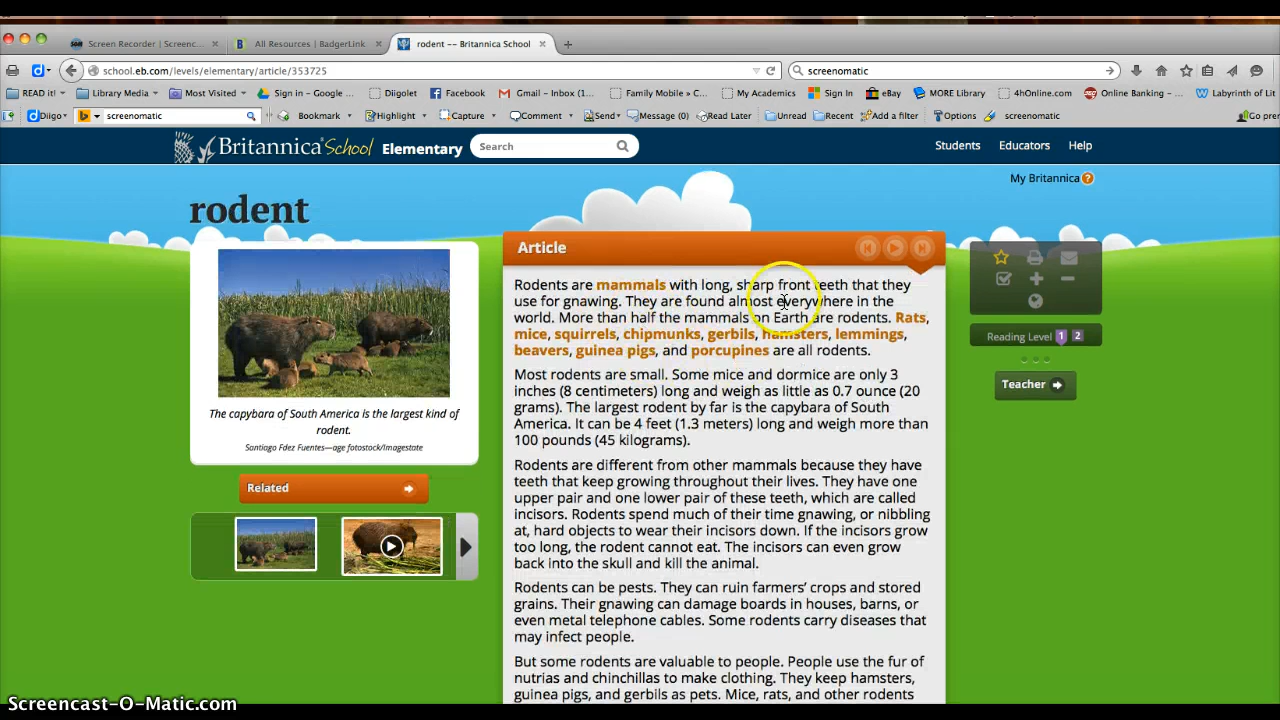 Screen Recorder | Screenc...
All Resources | BadgerLink
rodent -- Britannica School
school.eb.com/levels/elementary/article/353725
screenomatic
READ it! Library Media Most Visited Sign in - Google ... Diigolet Facebook Gmail - Inbox (1... Family Mobile » C... My Academics Sign In eBay MORE Library 4hOnline.com Online Banking -... Labyrinth of Lit
Diigo screenomatic Bookmark Highlight Capture Comment Send Message (0) Read Later Unread Recent Add a filter Options screenomatic Go pre
Britannica School Elementary Search Students Educators Help
My Britannica ?
rodent
The capybara of South America is the largest kind of
rodent.
Santiago Fdez Fuentes—age fotostock/Imagestate
Related
Article
Rodents are mammals with long, sharp front teeth that they
use for gnawing. They are found almost everywhere in the
world. More than half the mammals on Earth are rodents. Rats,
mice, squirrels, chipmunks, gerbils, hamsters, lemmings,
beavers, guinea pigs, and porcupines are all rodents.
Most rodents are small. Some mice and dormice are only 3
inches (8 centimeters) long and weigh as little as 0.7 ounce (20
grams). The largest rodent by far is the capybara of South
America. It can be 4 feet (1.3 meters) long and weigh more than
100 pounds (45 kilograms).
Rodents are different from other mammals because they have
teeth that keep growing throughout their lives. They have one
upper pair and one lower pair of these teeth, which are called
incisors. Rodents spend much of their time gnawing, or nibbling
at, hard objects to wear their incisors down. If the incisors grow
too long, the rodent cannot eat. The incisors can even grow
back into the skull and kill the animal.
Rodents can be pests. They can ruin farmers' crops and stored
grains. Their gnawing can damage boards in houses, barns, or
even metal telephone cables. Some rodents carry diseases that
may infect people.
But some rodents are valuable to people. People use the fur of
nutrias and chinchillas to make clothing. They keep hamsters,
guinea pigs, and gerbils as pets. Mice, rats, and other rodents
Reading Level 1 2
Teacher
Screencast-O-Matic.com